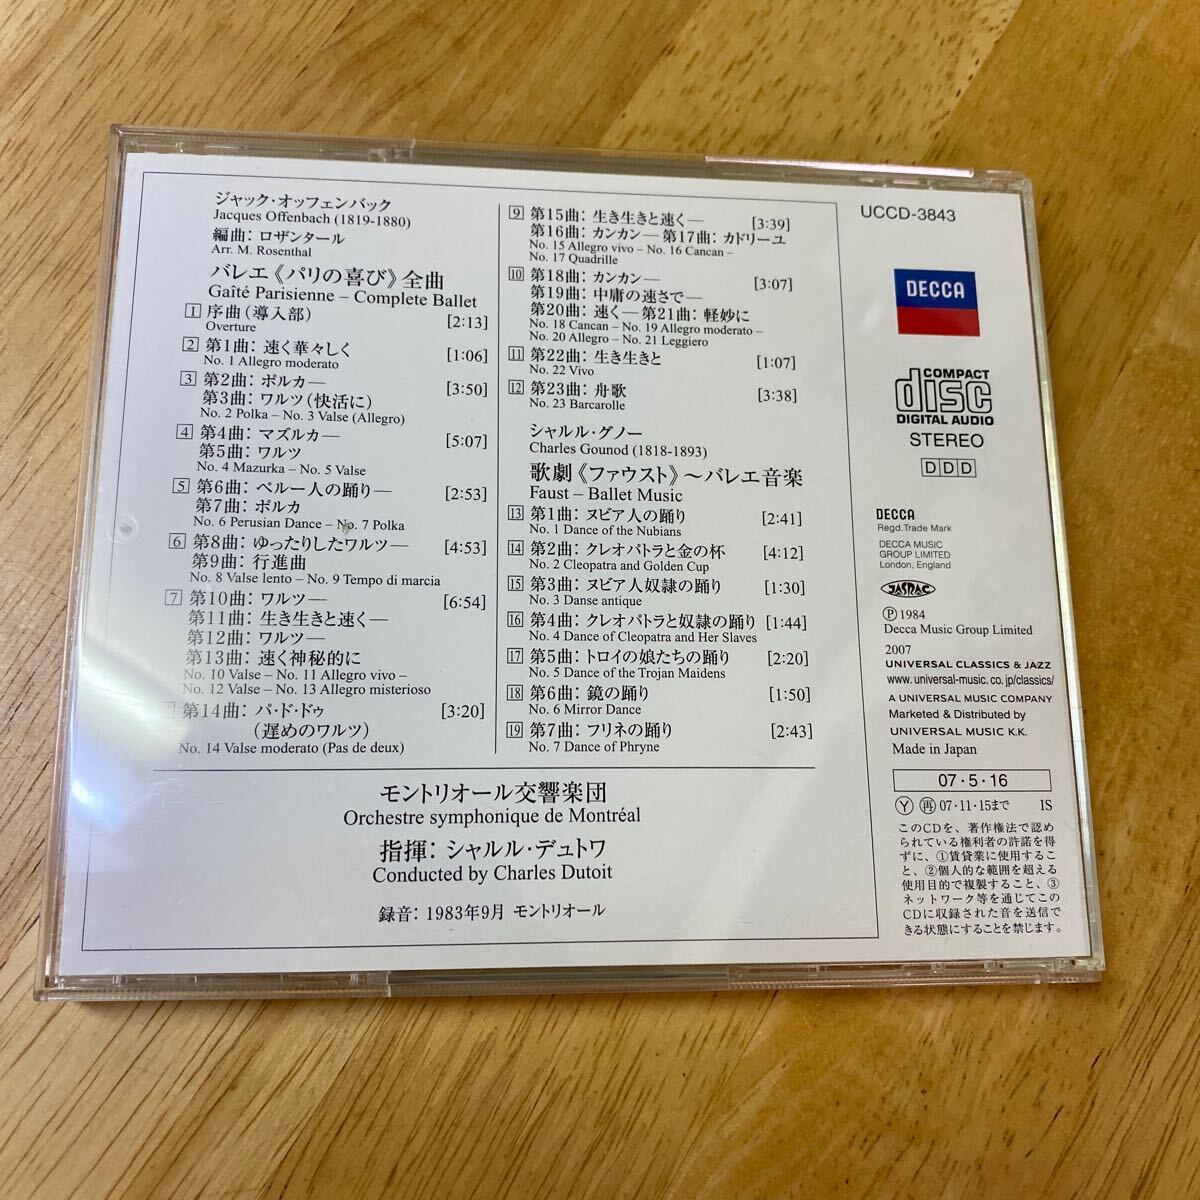 ジャック・オッフェンバック
Jacques Offenbach (1819-1880)
編曲：ロザンタール
Arr. M. Rosenthal
バレエ《パリの喜び》全曲
Gaîté Parisienne – Complete Ballet
1 序曲（導入部） [2:13]
Overture
2 第1曲：速く華々しく [1:06]
No. 1 Allegro moderato
3 第2曲：ポルカ― [3:50]
第3曲：ワルツ（快活に）
No. 2 Polka – No. 3 Valse (Allegro)
4 第4曲：マズルカ― [5:07]
第5曲：ワルツ
No. 4 Mazurka – No. 5 Valse
5 第6曲：ペルー人の踊り― [2:53]
第7曲：ポルカ
No. 6 Perusian Dance – No. 7 Polka
6 第8曲：ゆったりしたワルツ― [4:53]
第9曲：行進曲
No. 8 Valse lento – No. 9 Tempo di marcia
7 第10曲：ワルツ― [6:54]
第11曲：生き生きと速く―
第12曲：ワルツ―
第13曲：速く神秘的に
No. 10 Valse – No. 11 Allegro vivo –
No. 12 Valse – No. 13 Allegro misterioso
第14曲：パ・ド・ドゥ [3:20]
（遅めのワルツ）
No. 14 Valse moderato (Pas de deux)
9 第15曲：生き生きと速く― [3:39]
第16曲：カンカン―第17曲：カドリーユ
No. 15 Allegro vivo – No. 16 Cancan –
No. 17 Quadrille
10 第18曲：カンカン― [3:07]
第19曲：中庸の速さで―
第20曲：速く―第21曲：軽妙に
No. 18 Cancan – No. 19 Allegro moderato –
No. 20 Allegro – No. 21 Leggiero
11 第22曲：生き生きと [1:07]
No. 22 Vivo
12 第23曲：舟歌 [3:38]
No. 23 Barcarolle
シャルル・グノー
Charles Gounod (1818-1893)
歌劇《ファウスト》～バレエ音楽
Faust – Ballet Music
13 第1曲：ヌビア人の踊り [2:41]
No. 1 Dance of the Nubians
14 第2曲：クレオパトラと金の杯 [4:12]
No. 2 Cleopatra and Golden Cup
15 第3曲：ヌビア人奴隷の踊り [1:30]
No. 3 Danse antique
16 第4曲：クレオパトラと奴隷の踊り [1:44]
No. 4 Dance of Cleopatra and Her Slaves
17 第5曲：トロイの娘たちの踊り [2:20]
No. 5 Dance of the Trojan Maidens
18 第6曲：鏡の踊り [1:50]
No. 6 Mirror Dance
19 第7曲：フリネの踊り [2:43]
No. 7 Dance of Phryne
モントリオール交響楽団
Orchestre symphonique de Montréal
指揮：シャルル・デュトワ
Conducted by Charles Dutoit
録音：1983年9月 モントリオール
UCCD-3843
DECCA
COMPACT
disc
DIGITAL AUDIO
STEREO
DDD
DECCA
Regd. Trade Mark
DECCA MUSIC
GROUP LIMITED
London, England
JASRAC
Ⓟ 1984
Decca Music Group Limited
2007
UNIVERSAL CLASSICS & JAZZ
www.universal-music.co.jp/classics/
A UNIVERSAL MUSIC COMPANY
Marketed & Distributed by
UNIVERSAL MUSIC K.K.
Made in Japan
07・5・16
Ⓨ 再 07・11・15まで IS
このCDを、著作権法で認め
られている権利者の許諾を得
ずに、①賃貸業に使用するこ
と、②個人的な範囲を超える
使用目的で複製すること、③
ネットワーク等を通じてこの
CDに収録された音を送信で
きる状態にすることを禁じます。